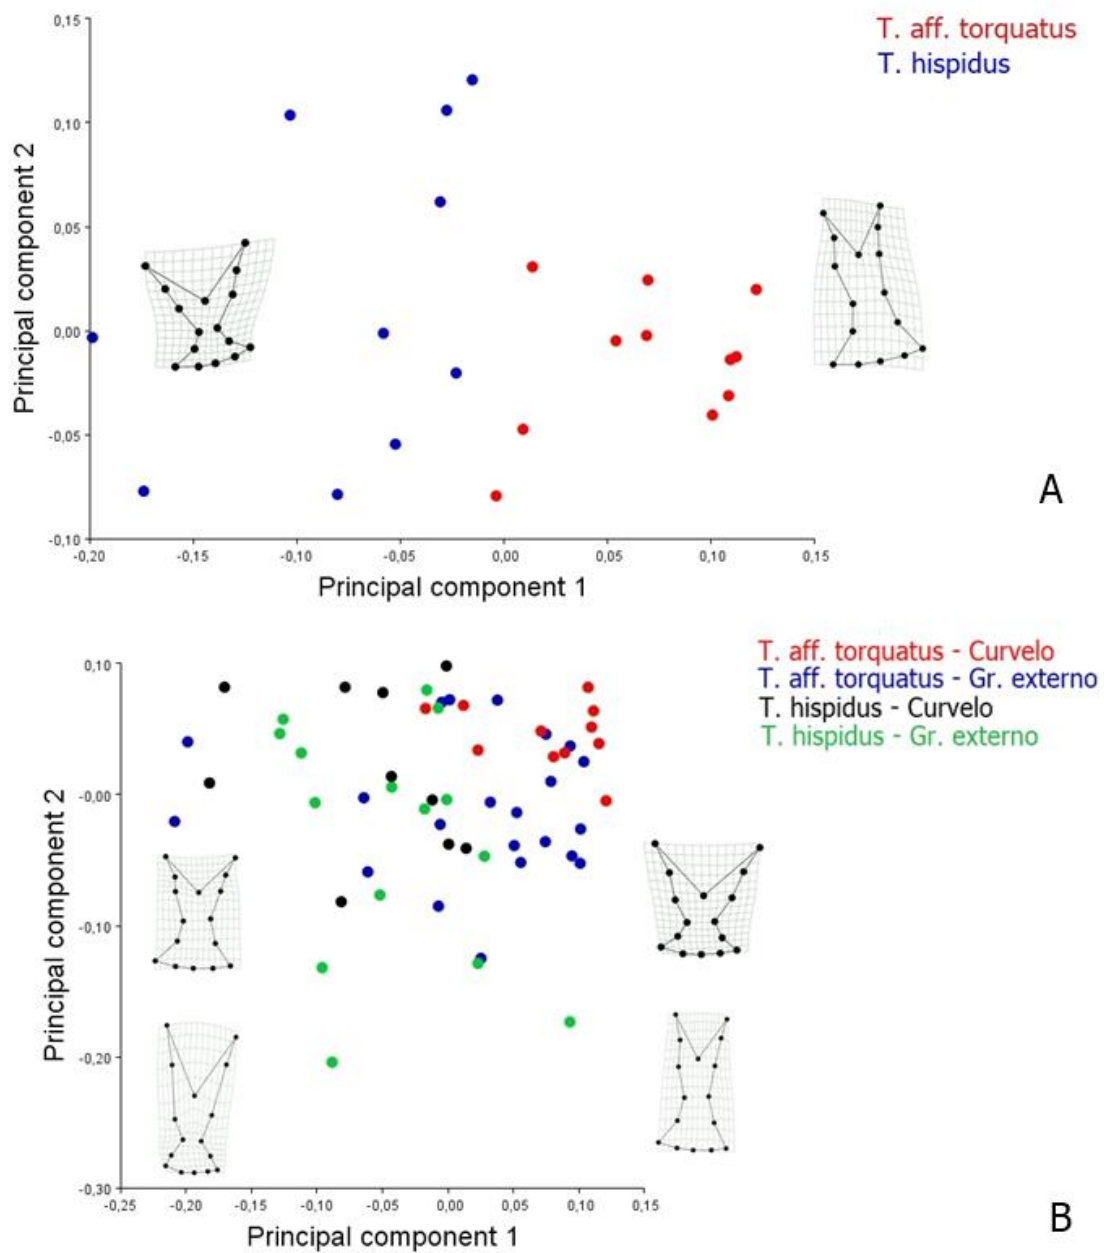 0,15
T. aff. torquatus
T. hispidus
0,10
0,05
0,00
-0,05
-0,10
Principal component 2
A
-0,20 -0,15 -0,10 -0,05 0,00 0,05 0,10 0,15
Principal component 1
0,10
T. aff. torquatus - Curvelo
T. aff. torquatus - Gr. externo
T. hispidus - Curvelo
T. hispidus - Gr. externo
-0,00
-0,10
-0,20
-0,30
Principal component 2
-0,25 -0,20 -0,15 -0,10 -0,05 0,00 0,05 0,10 0,15
Principal component 1
B